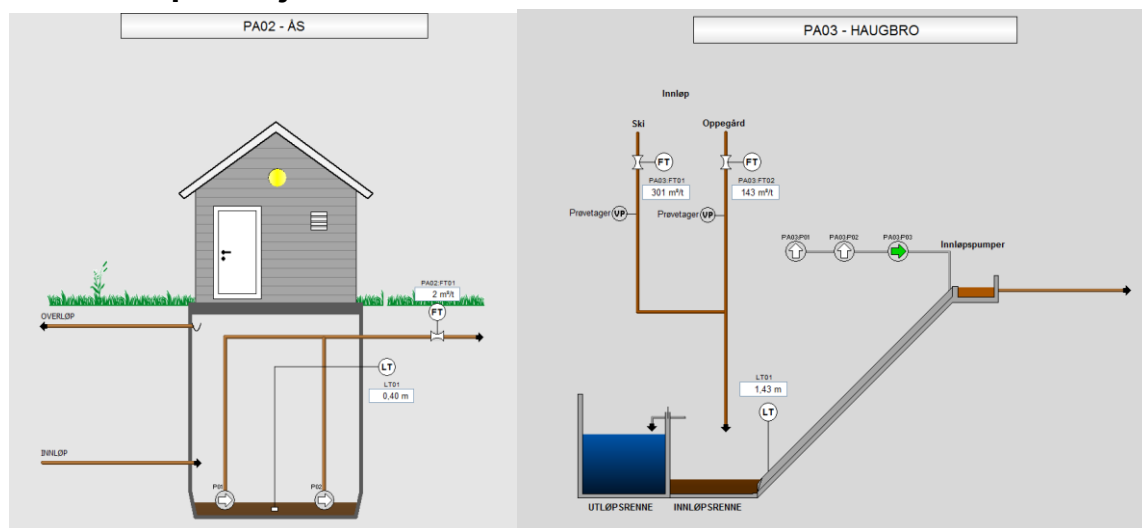 PA02 - ÅS
PA02:FT01
2 m³/t
FT
OVERLØP
LT
LT01
0,40 m
INNLØP
P01
P02
PA03 - HAUGBRO
Innløp
Ski
Oppegård
FT
FT
PA03:FT01
PA03:FT02
301 m³/t
143 m³/t
Prøvetager VP
Prøvetager VP
PA03:P01
PA03:P02
PA03:P03
Innløpspumper
LT01
1,43 m
LT
UTLØPSRENNE
INNLØPSRENNE